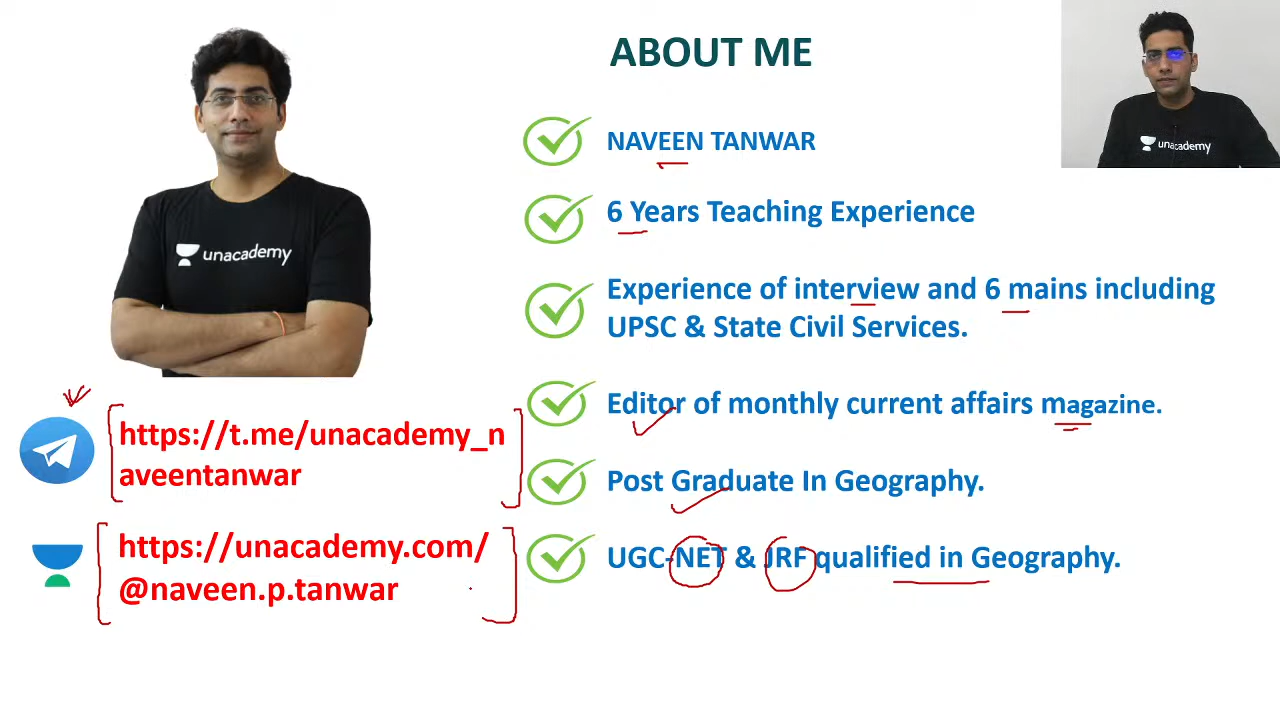 ABOUT ME
unacademy
NAVEEN TANWAR
6 Years Teaching Experience
unacademy
Experience of interview and 6 mains including
UPSC & State Civil Services.
Editor of monthly current affairs magazine.
https://t.me/unacademy_n
aveentanwar
Post Graduate In Geography.
https://unacademy.com/
@naveen.p.tanwar
UGC-NET & JRF qualified in Geography.